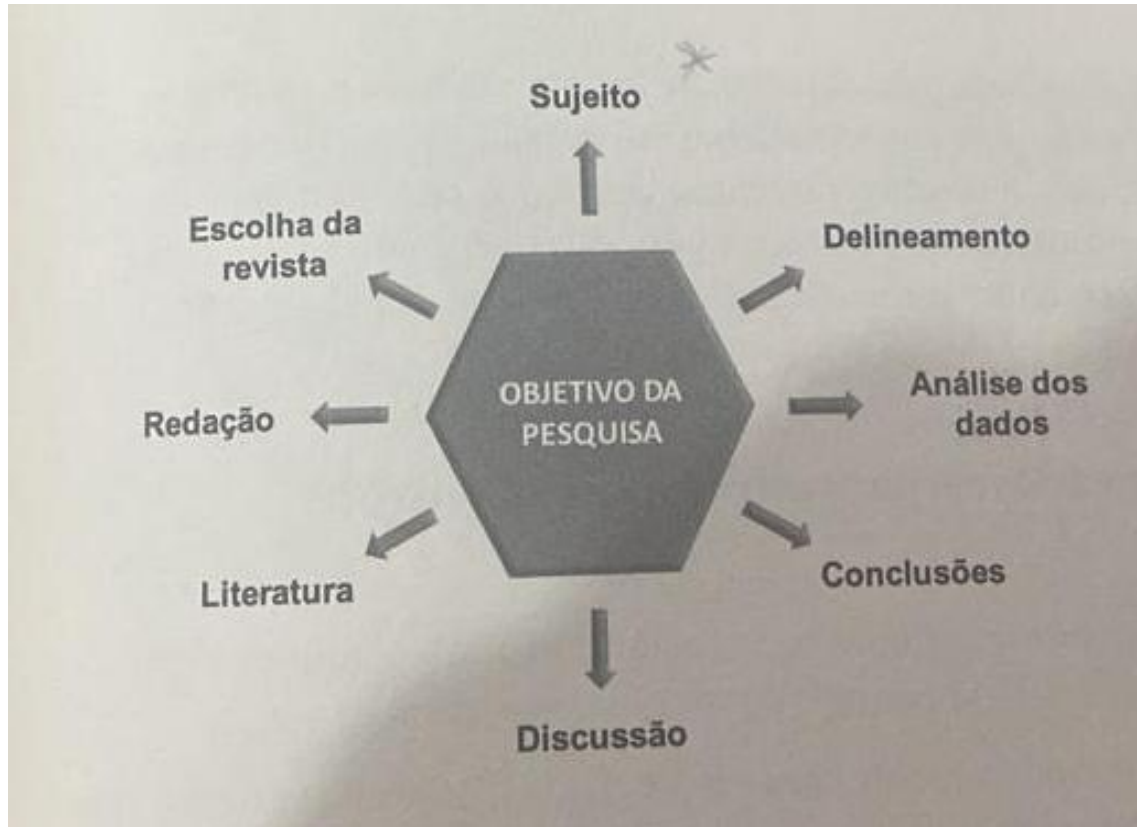 Sujeito
Escolha da
revista
Delineamento
OBJETIVO DA
PESQUISA
Redação
Análise dos
dados
Literatura
Conclusões
Discussão